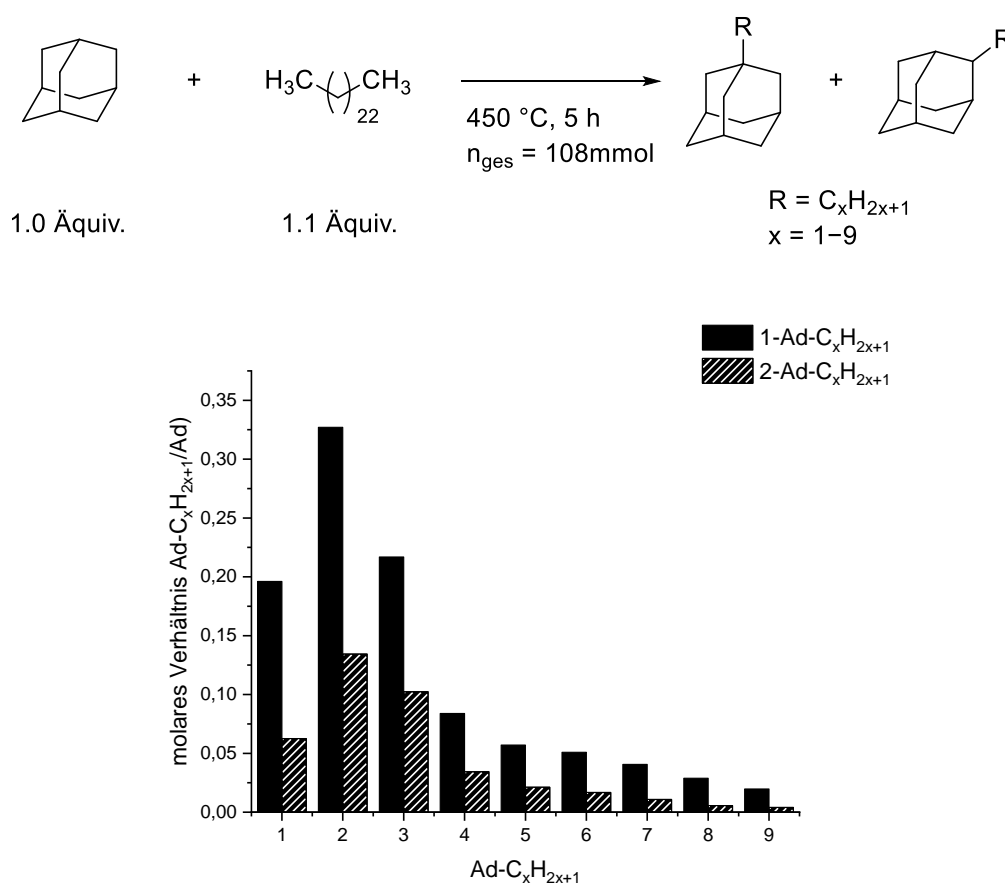 +
H₃C
CH₃
22
450 °C, 5 h
nges = 108mmol
R
+
R
1.0 Äquiv.
1.1 Äquiv.
R = CₓH₂ₓ₊₁
x = 1−9
1-Ad-CₓH₂ₓ₊₁
2-Ad-CₓH₂ₓ₊₁
molares Verhältnis Ad-CₓH₂ₓ₊₁/Ad)
0,35
0,30
0,25
0,20
0,15
0,10
0,05
0,00
1 2 3 4 5 6 7 8 9
Ad-CₓH₂ₓ₊₁